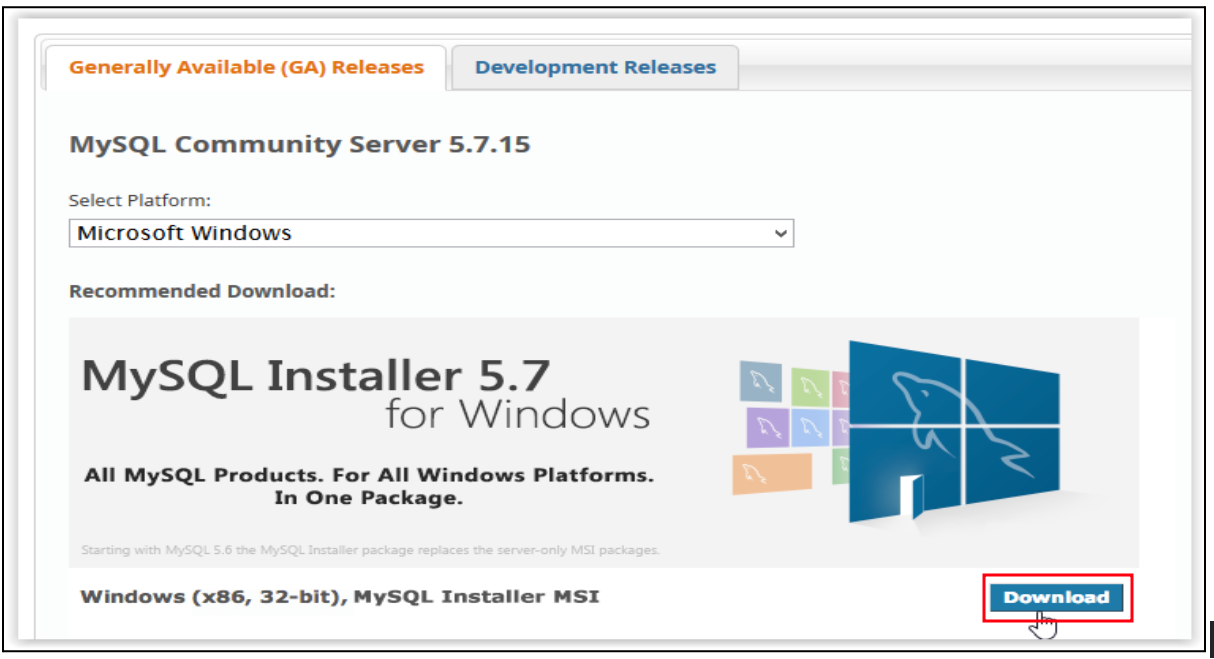 Generally Available (GA) Releases
Development Releases
MySQL Community Server 5.7.15
Select Platform:
Microsoft Windows
Recommended Download:
MySQL Installer 5.7
for Windows
All MySQL Products. For All Windows Platforms.
In One Package.
Starting with MySQL 5.6 the MySQL Installer package replaces the server-only MSI packages.
Windows (x86, 32-bit), MySQL Installer MSI
Download